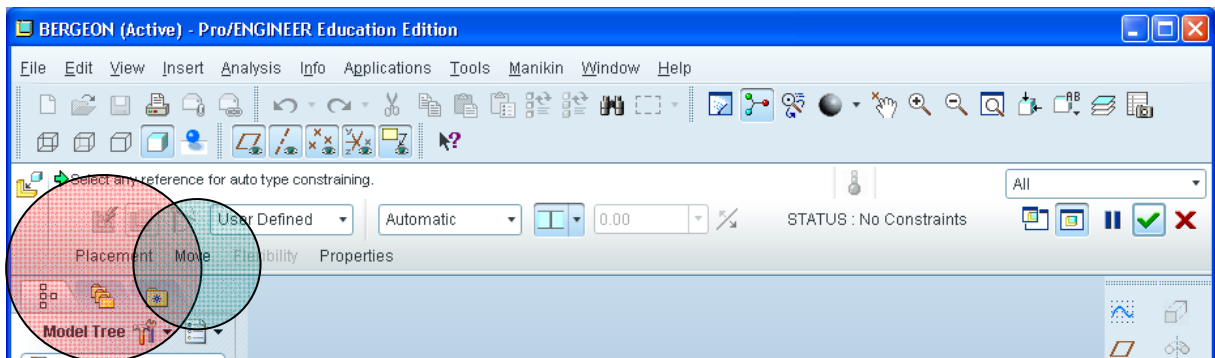 BERGEON (Active) - Pro/ENGINEER Education Edition
File Edit View Insert Analysis Info Applications Tools Manikin Window Help
Select any reference for auto type constraining.
All
User Defined Automatic 0.00 STATUS : No Constraints
Placement Move Flexibility Properties
Model Tree